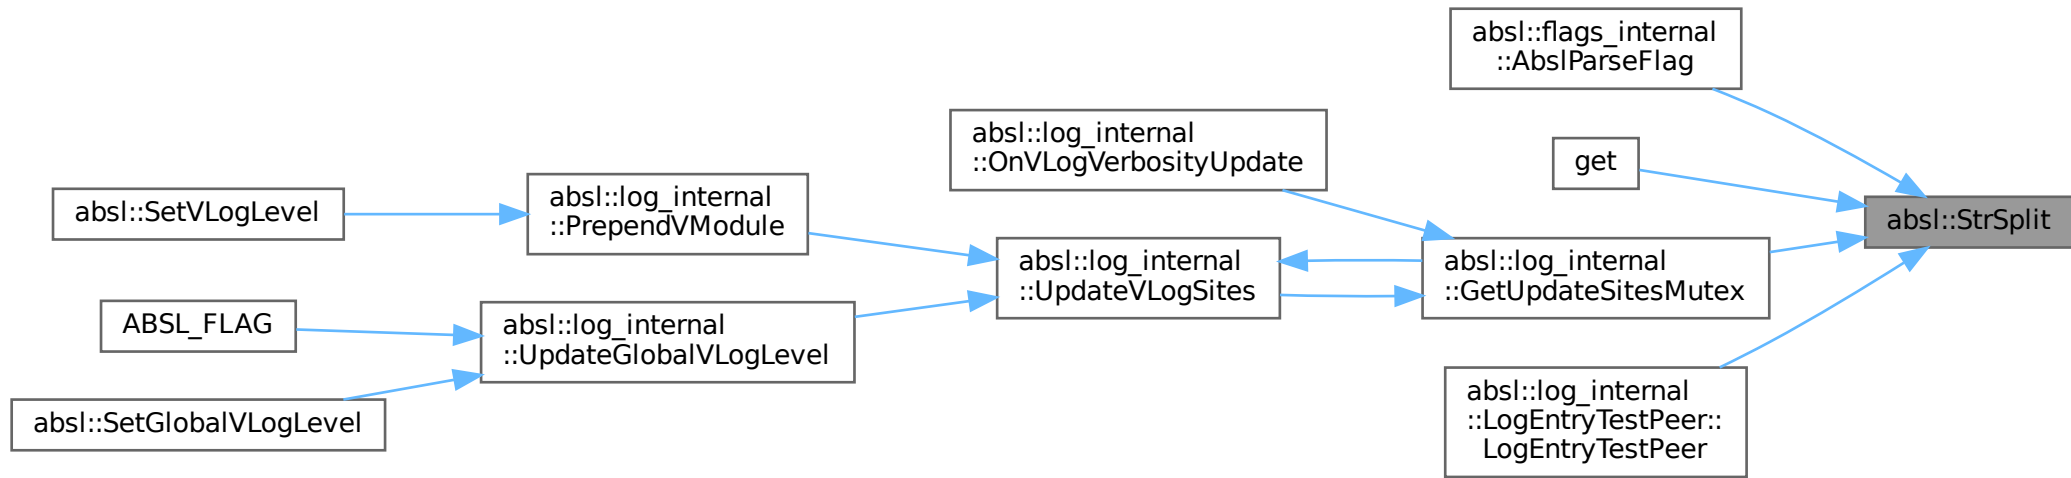 absl::flags_internal
::AbslParseFlag
absl::log_internal
::OnVLogVerbosityUpdate
get
absl::SetVLogLevel
absl::log_internal
::PrependVModule
absl::StrSplit
absl::log_internal
::UpdateVLogSites
absl::log_internal
::GetUpdateSitesMutex
ABSL_FLAG
absl::log_internal
::UpdateGlobalVLogLevel
absl::SetGlobalVLogLevel
absl::log_internal
::LogEntryTestPeer::
LogEntryTestPeer